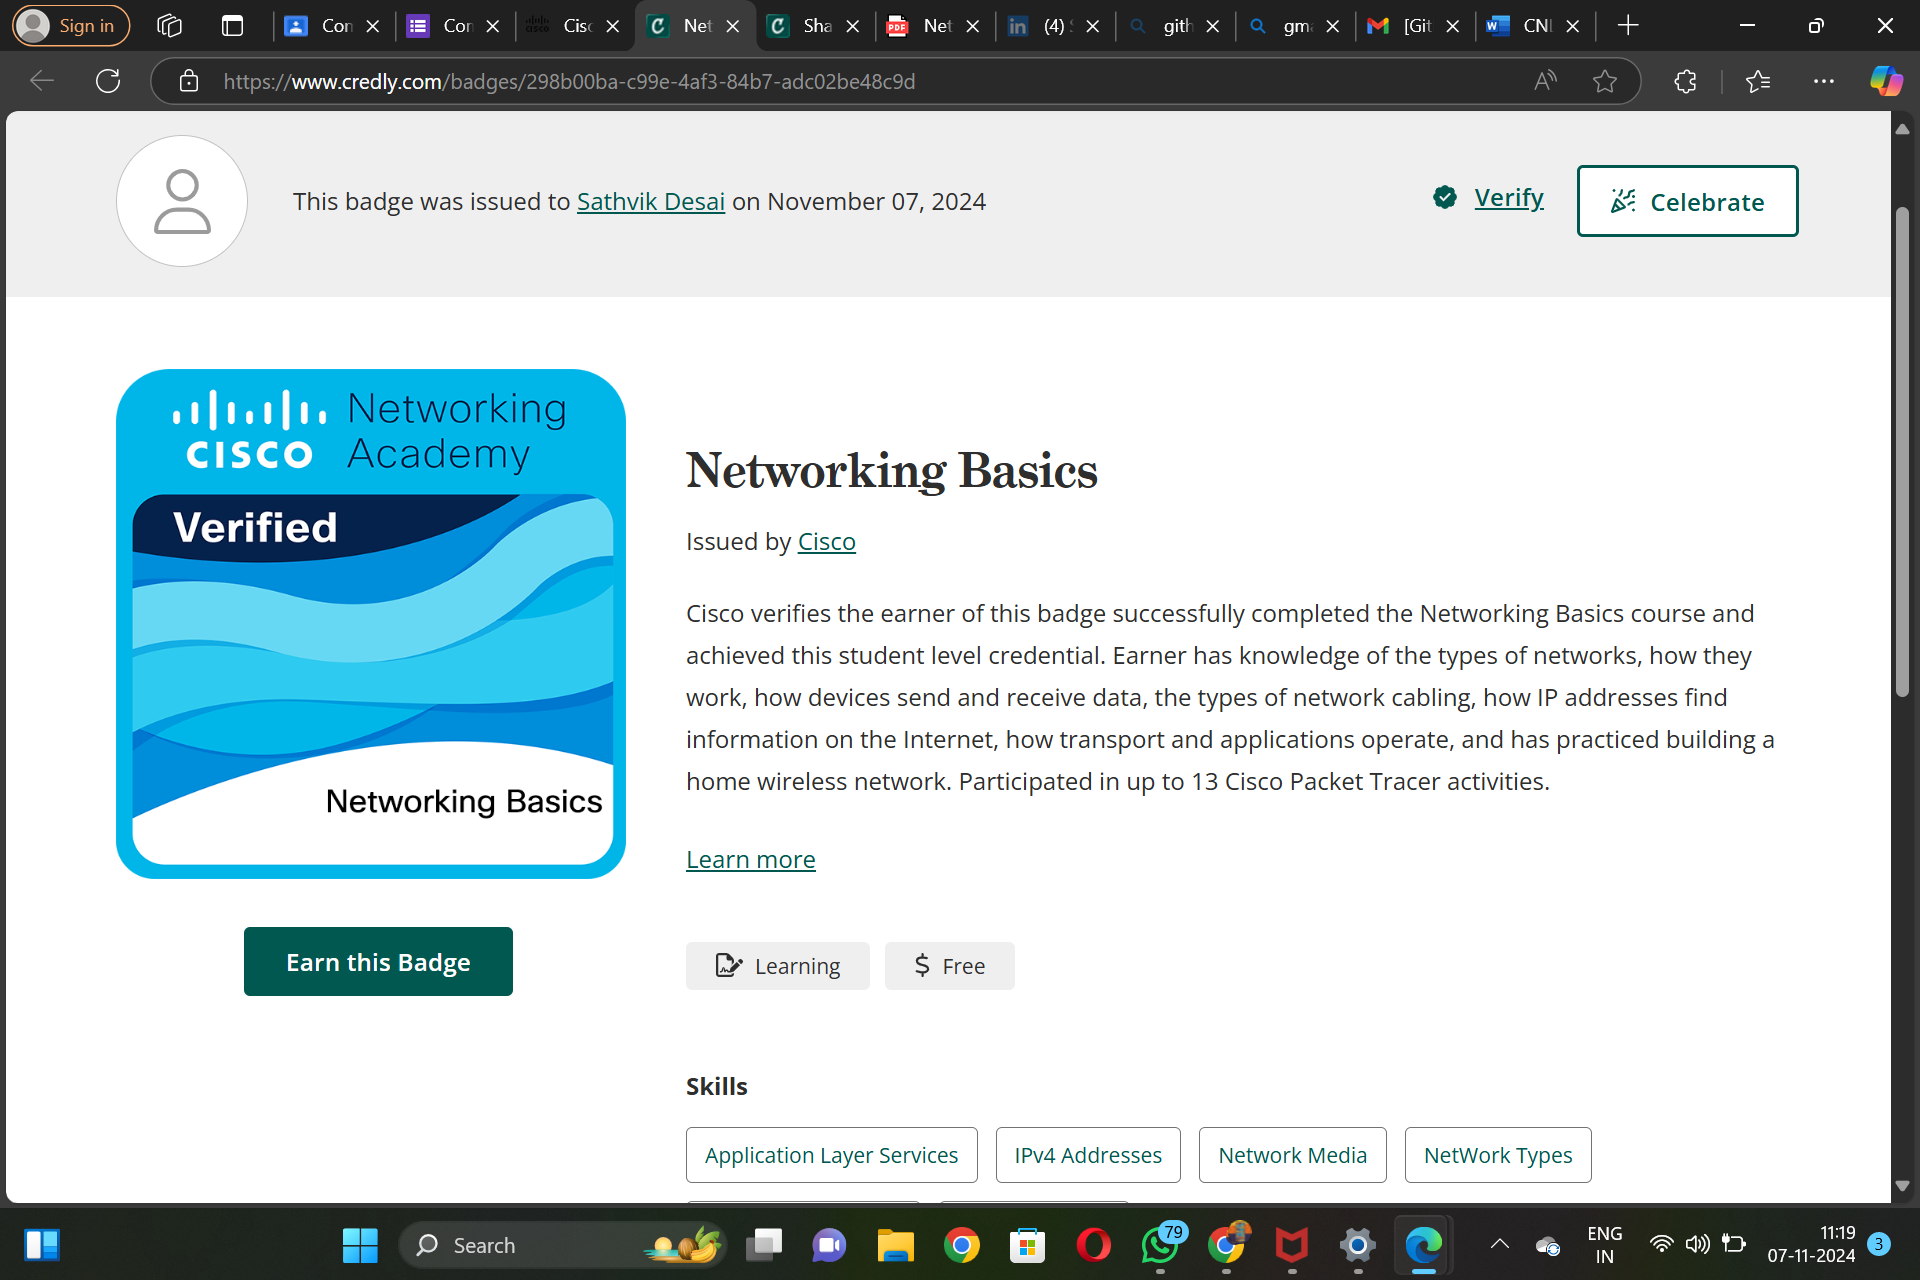 Sign in
Con
Con
Cisc
Net
Sha
Net
(4)
gith
gma
[Git
CNL
https://www.credly.com/badges/298b00ba-c99e-4af3-84b7-adc02be48c9d
This badge was issued to Sathvik Desai on November 07, 2024
Verify
Celebrate
CISCO Networking Academy
Verified
Networking Basics
Earn this Badge
Networking Basics
Issued by Cisco
Cisco verifies the earner of this badge successfully completed the Networking Basics course and
achieved this student level credential. Earner has knowledge of the types of networks, how they
work, how devices send and receive data, the types of network cabling, how IP addresses find
information on the Internet, how transport and applications operate, and has practiced building a
home wireless network. Participated in up to 13 Cisco Packet Tracer activities.
Learn more
Learning
$ Free
Skills
Application Layer Services
IPv4 Addresses
Network Media
NetWork Types
Search
79
ENG
IN
11:19
07-11-2024
3